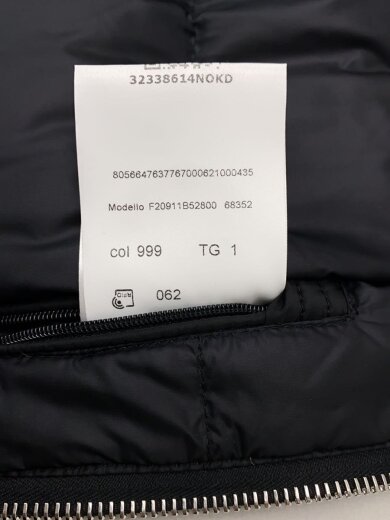 32338614NOKD
8056647637767000621000435
Modello F20911B52800 68352
col 999 TG 1
062